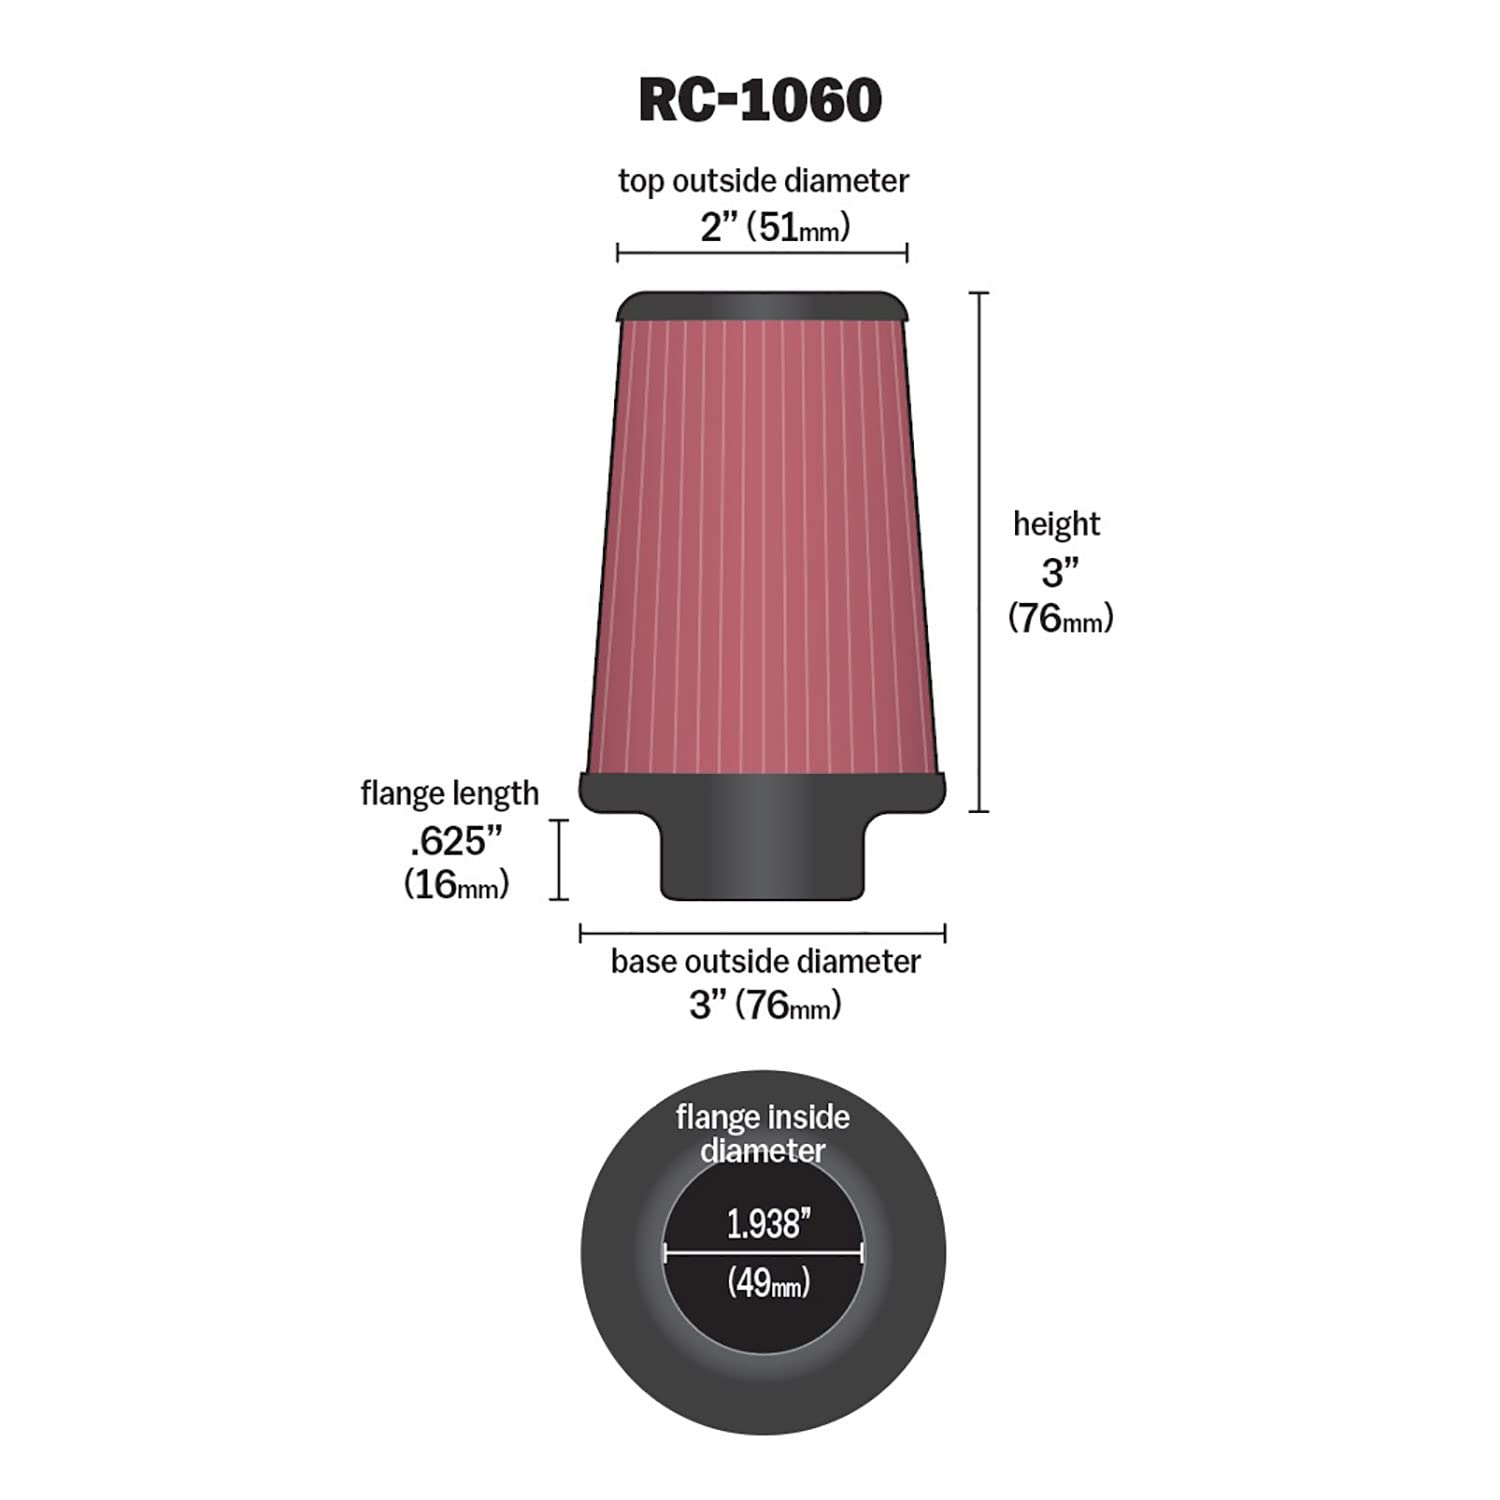 RC-1060
top outside diameter
2” (51mm)
height
3”
(76mm)
flange length
.625”
(16mm)
base outside diameter
3” (76mm)
flange inside
diameter
1.938”
(49mm)